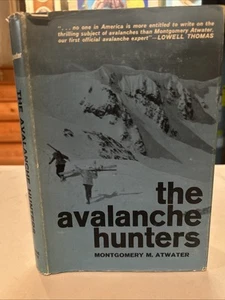 "... no one in America is more entitled to write on the
thrilling subject of avalanches than Montgomery Atwater,
our first official avalanche expert"—LOWELL THOMAS
THE AVALANCHE HUNTERS
the
avalanche
hunters
MONTGOMERY M. ATWATER